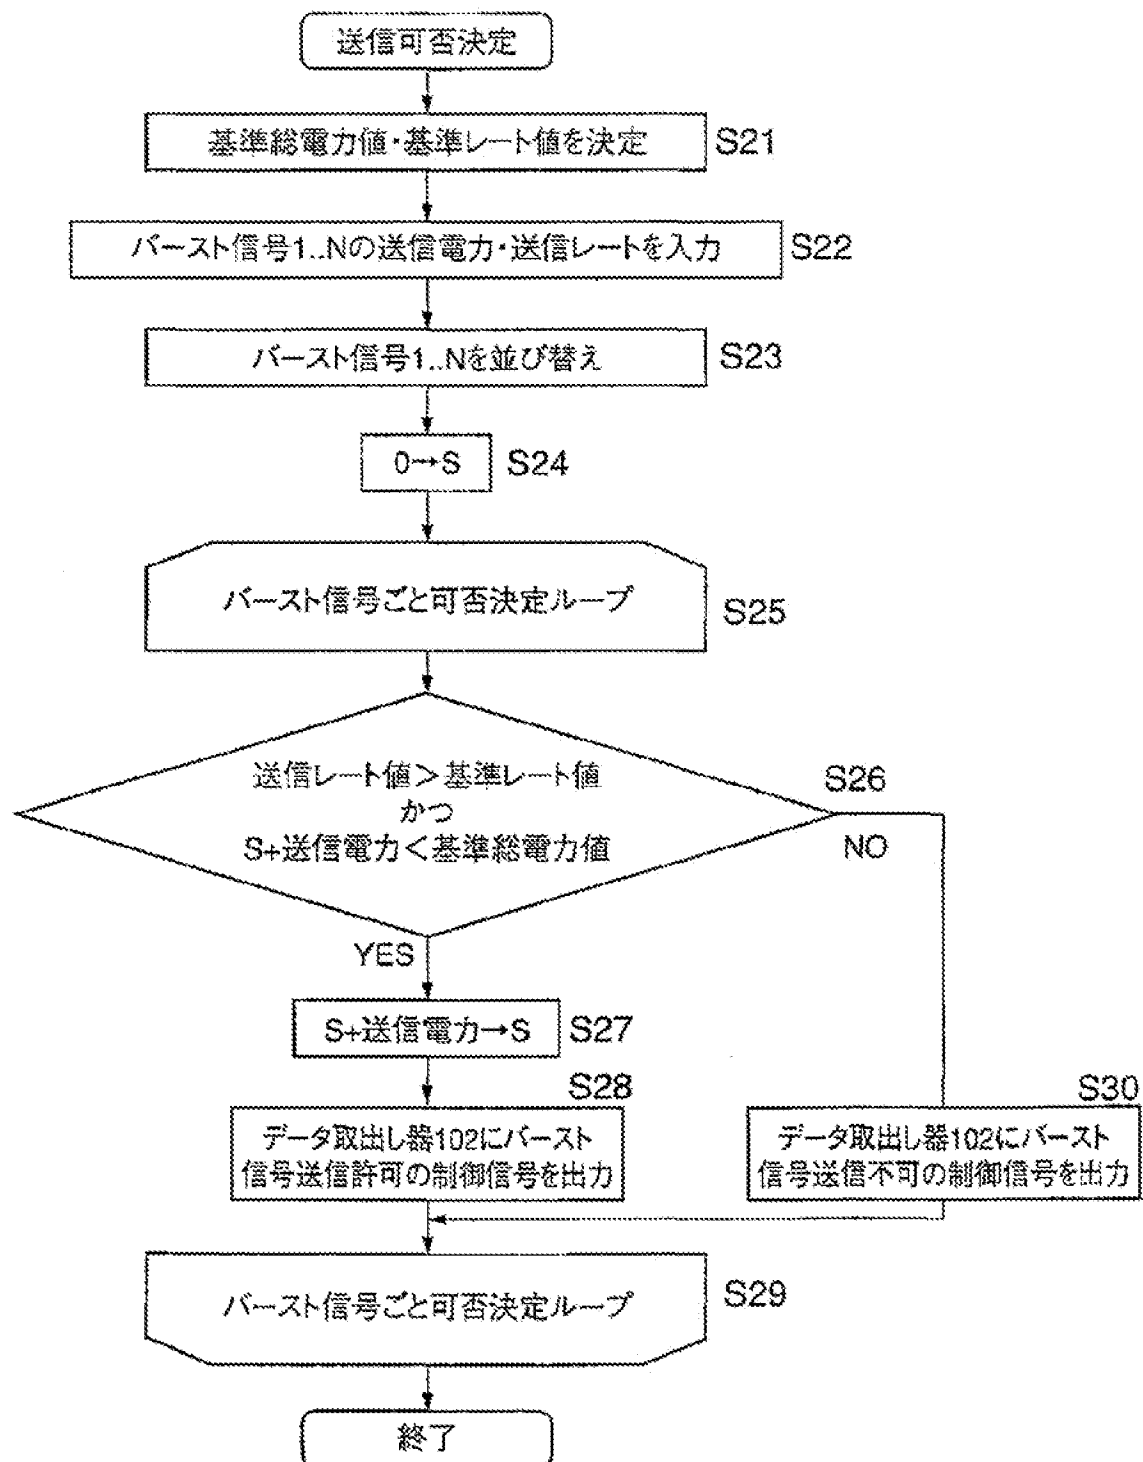 送信可否決定
基準総電力値・基準レート値を決定
S21
バースト信号1..Nの送信電力・送信レートを入力
S22
バースト信号1..Nを並び替え
S23
0→S
S24
バースト信号ごと可否決定ループ
S25
送信レート値>基準レート値
かつ
S+送信電力<基準総電力値
S26
NO
YES
S+送信電力→S
S27
S28
データ取出し器102にバースト
信号送信許可の制御信号を出力
S30
データ取出し器102にバースト
信号送信不可の制御信号を出力
バースト信号ごと可否決定ループ
S29
終了